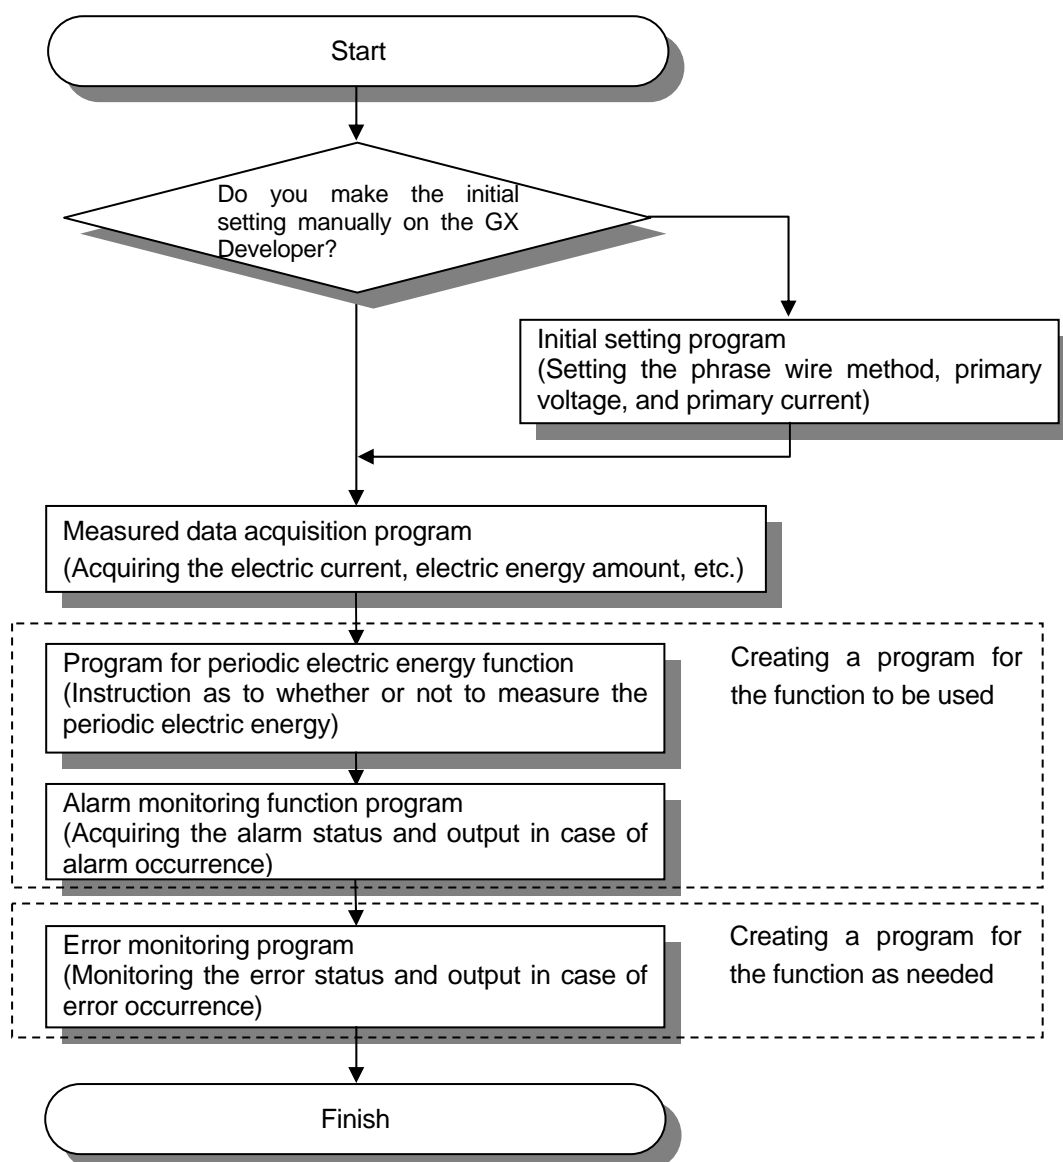 Start
Do you make the initial
setting manually on the GX
Developer?
Initial setting program
(Setting the phrase wire method, primary
voltage, and primary current)
Measured data acquisition program
(Acquiring the electric current, electric energy amount, etc.)
Program for periodic electric energy function
(Instruction as to whether or not to measure the
periodic electric energy)
Creating a program for
the function to be used
Alarm monitoring function program
(Acquiring the alarm status and output in case of
alarm occurrence)
Error monitoring program
(Monitoring the error status and output in case of
error occurrence)
Creating a program for
the function as needed
Finish